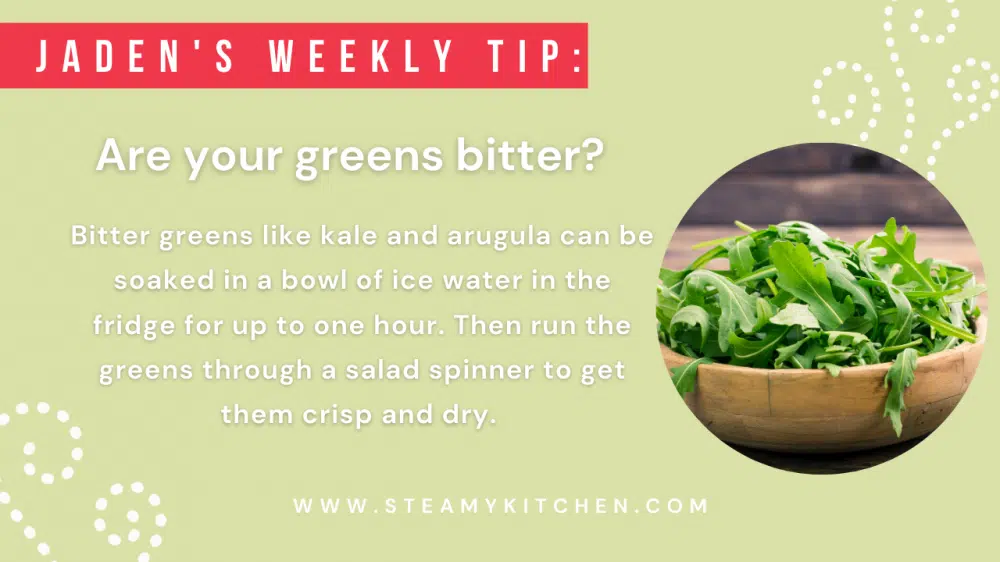 JADEN'S WEEKLY TIP:
Are your greens bitter?
Bitter greens like kale and arugula can be
soaked in a bowl of ice water in the
fridge for up to one hour. Then run the
greens through a salad spinner to get
them crisp and dry.
WWW.STEAMYKITCHEN.COM